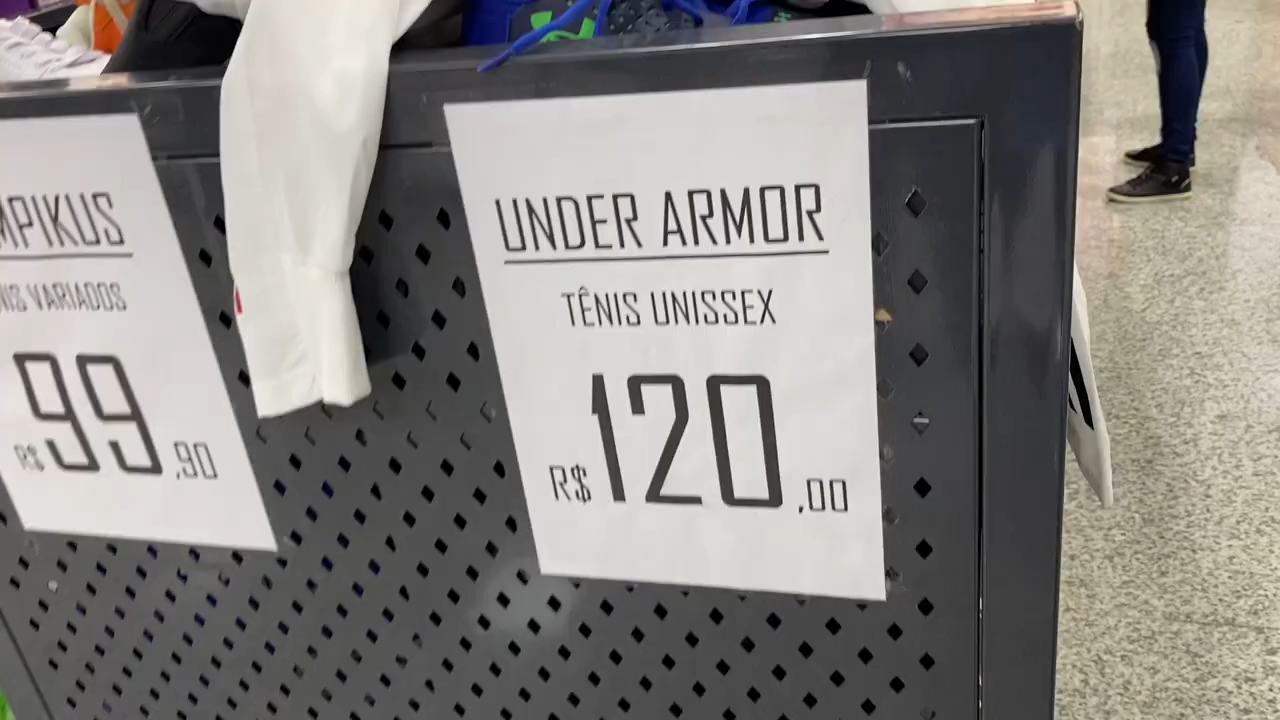 MPIKUS
NIS VARIADOS
R$99,90
UNDER ARMOR
TÊNIS UNISSEX
R$120,00